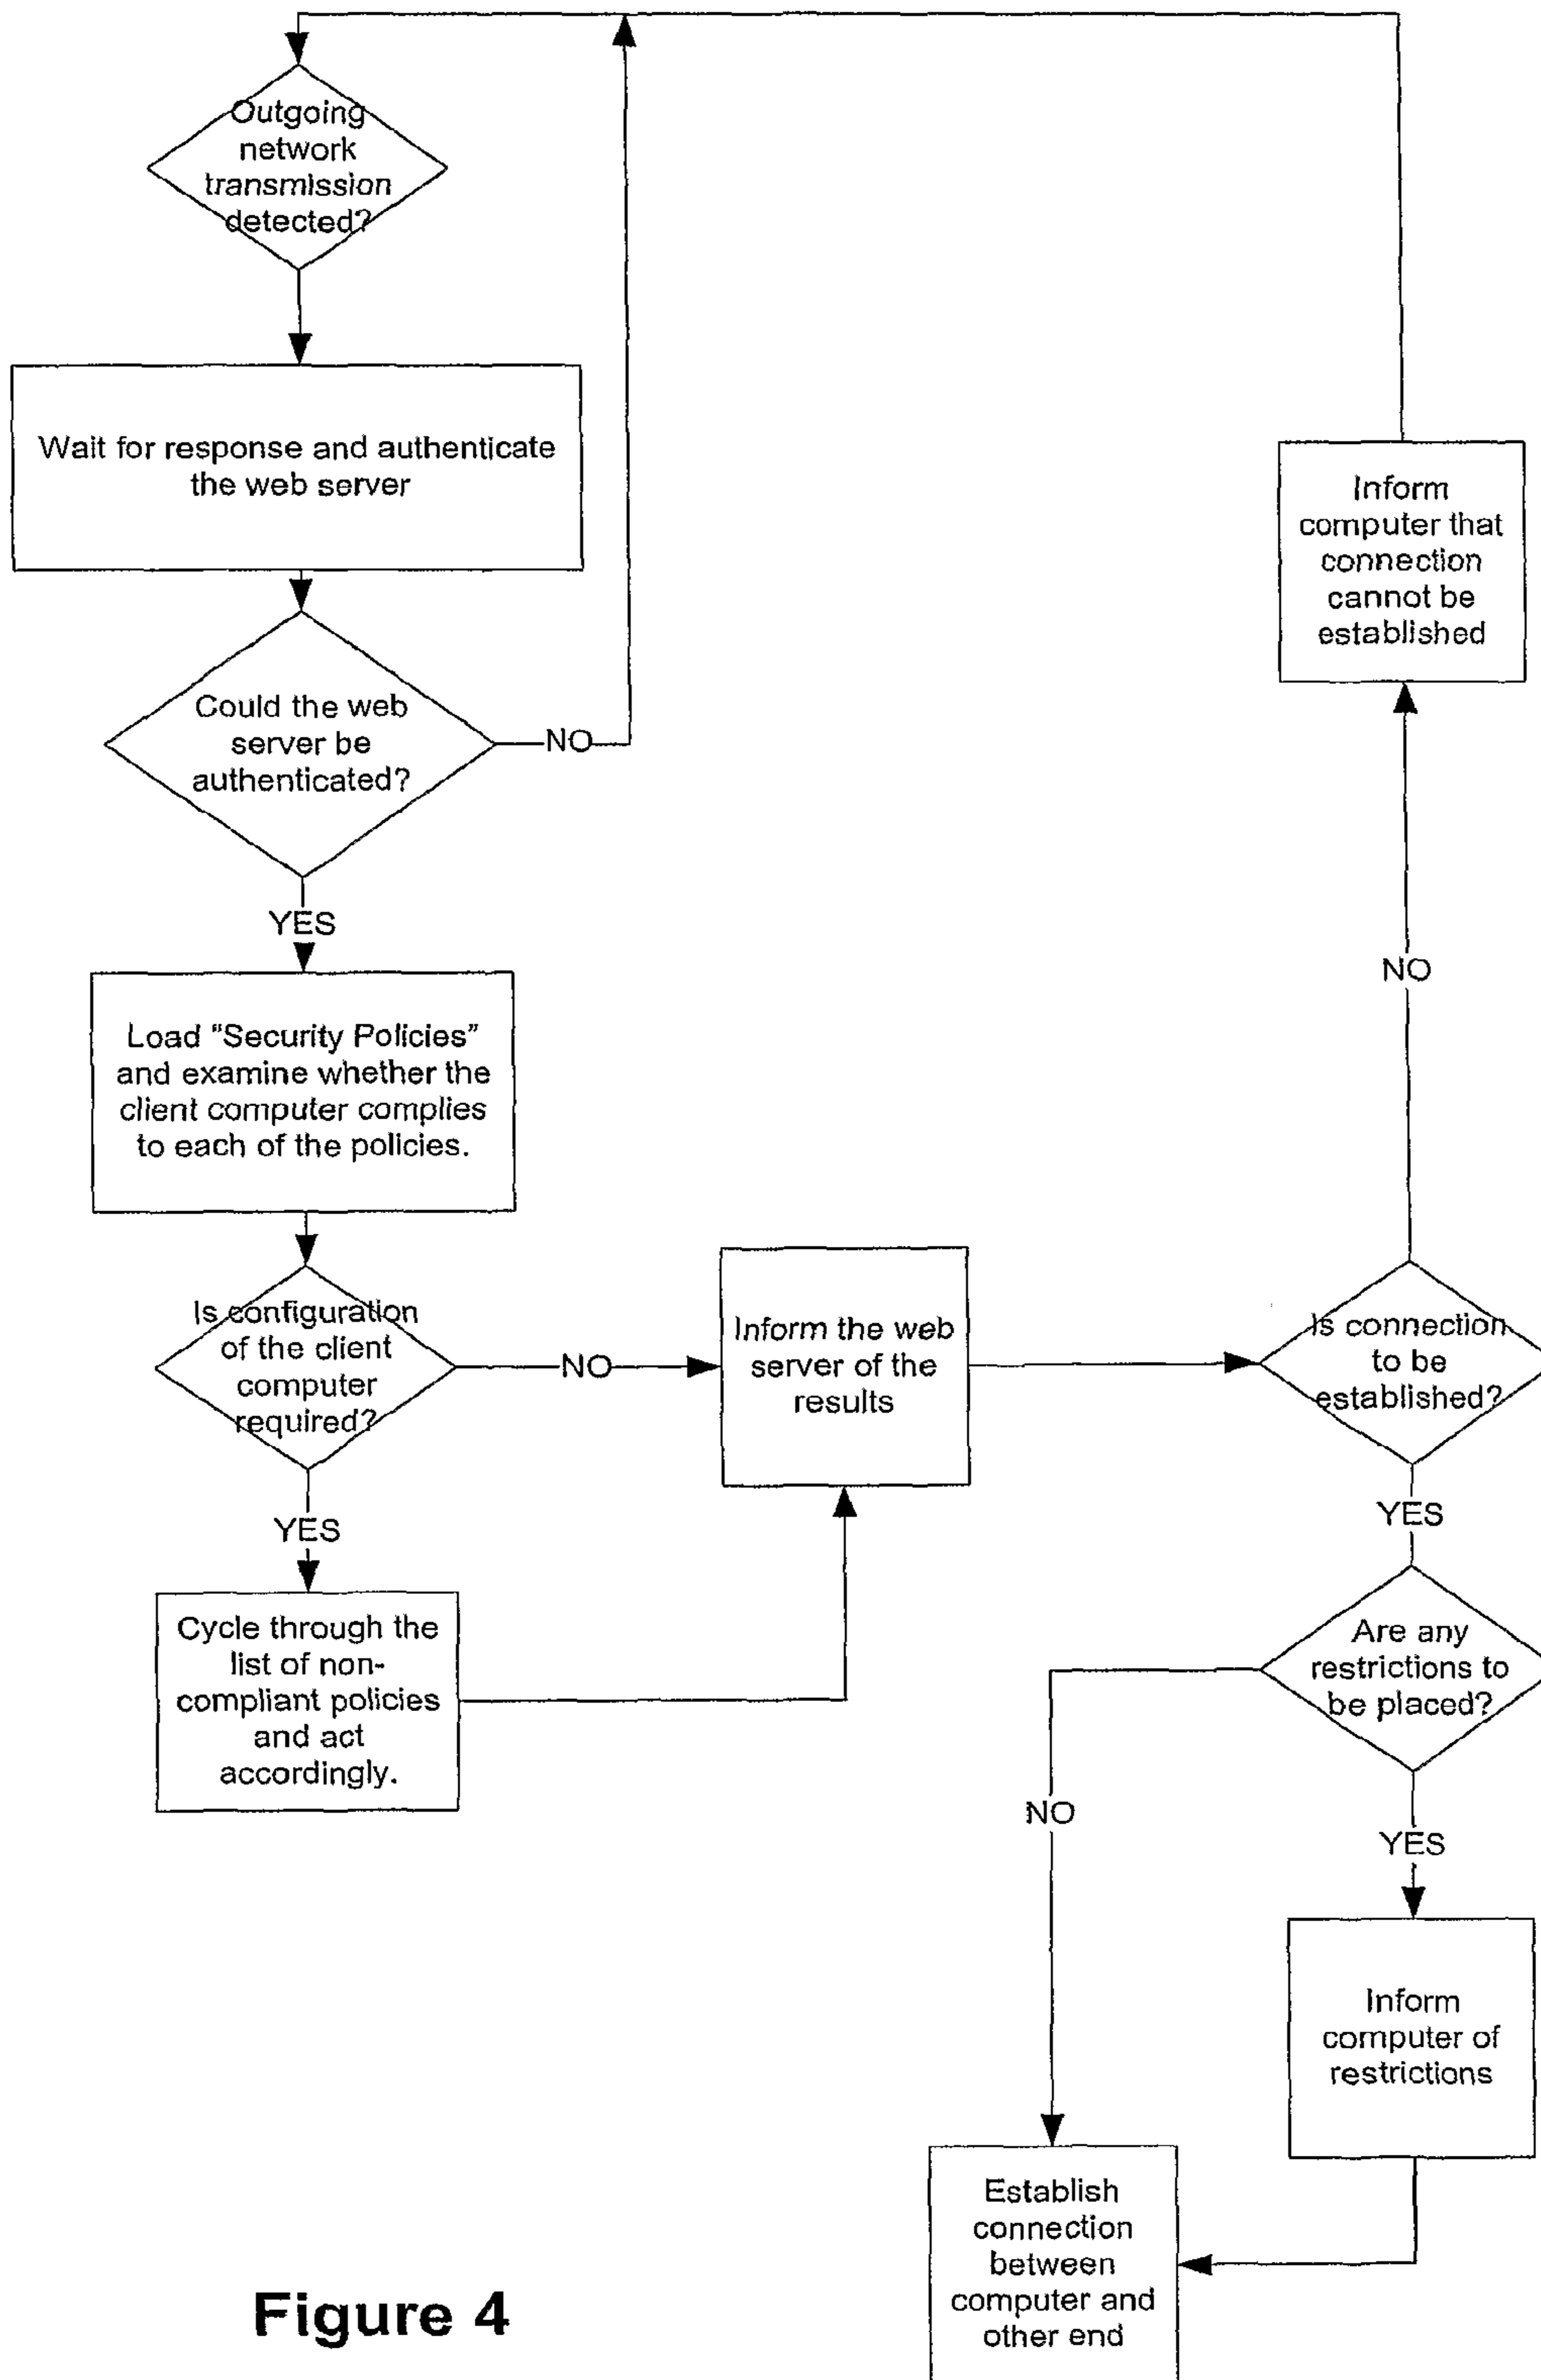 Outgoing
network
transmission
detected?
Wait for response and authenticate
the web server
Could the web
server be
authenticated?
NO
YES
Load "Security Policies"
and examine whether the
client computer complies
to each of the policies.
Is configuration
of the client
computer
required?
NO
YES
Cycle through the
list of non-
compliant policies
and act
accordingly.
Inform the web
server of the
results
Is connection
to be
established?
NO
Inform
computer that
connection
cannot be
established
YES
Are any
restrictions to
be placed?
NO
YES
Inform
computer of
restrictions
Establish
connection
between
computer and
other end
Figure 4